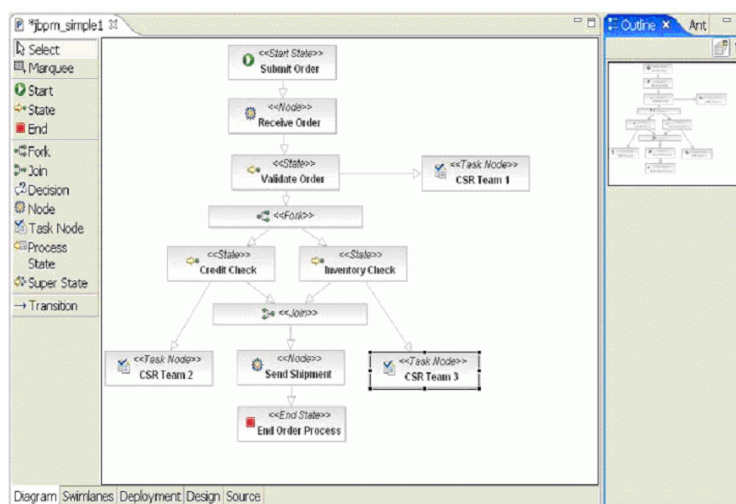 *jbpm_simple1
Outline
Ant
Select
Marquee
Start
State
End
Fork
Join
Decision
Node
Task Node
Process
State
Super State
Transition
<<Start State>>
Submit Order
<<Node>>
Receive Order
<<State>>
Validate Order
<<Task Node>>
CSR Team 1
<<Fork>>
<<State>>
Credit Check
<<State>>
Inventory Check
<<Join>>
<<Task Node>>
CSR Team 2
<<Node>>
Send Shipment
<<Task Node>>
CSR Team 3
<<End State>>
End Order Process
Diagram Swimlanes Deployment Design Source